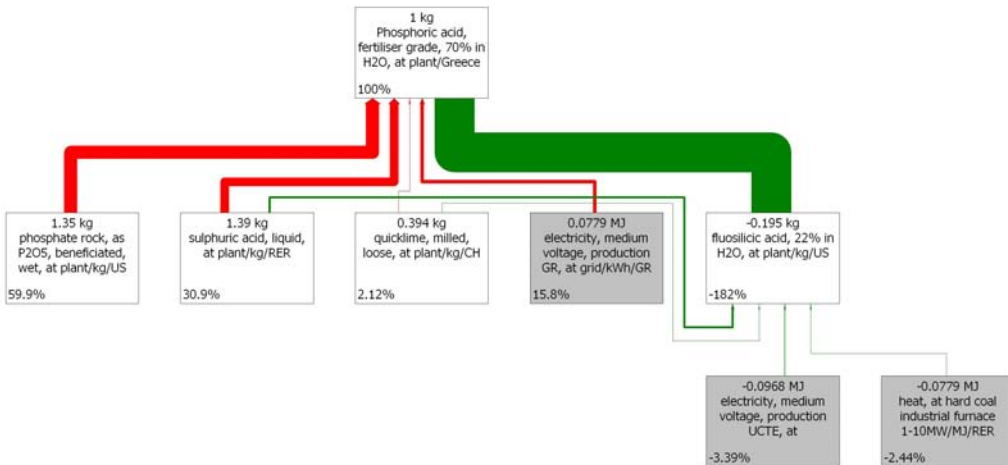 1 kg
Phosphoric acid,
fertiliser grade, 70% in
H2O, at plant/Greece
100%
1.35 kg
phosphate rock, as
P2O5, beneficiated,
wet, at plant/kg/US
59.9%
1.39 kg
sulphuric acid, liquid,
at plant/kg/RER
30.9%
0.394 kg
quicklime, milled,
loose, at plant/kg/CH
2.12%
0.0779 MJ
electricity, medium
voltage, production
GR, at grid/kWh/GR
15.8%
-0.195 kg
fluosilicic acid, 22% in
H2O, at plant/kg/US
-182%
-0.0968 MJ
electricity, medium
voltage, production
UCTE, at
-3.39%
-0.0779 MJ
heat, at hard coal
industrial furnace
1-10MW/MJ/RER
-2.44%